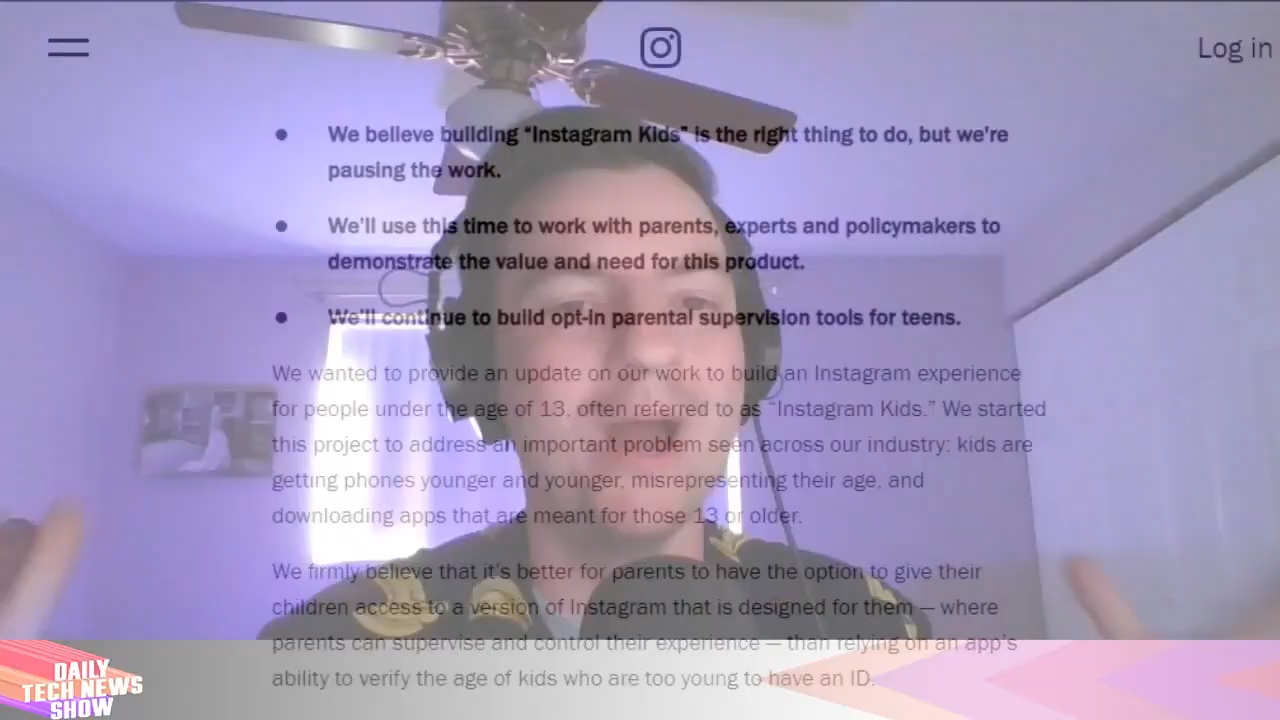 Log in
We believe building “Instagram Kids” is the right thing to do, but we're
pausing the work.
We'll use this time to work with parents, experts and policymakers to
demonstrate the value and need for this product.
We'll continue to build opt-in parental supervision tools for teens.
We wanted to provide an update on our work to build an Instagram experience
for people under the age of 13, often referred to as “Instagram Kids.” We started
this project to address an important problem seen across our industry: kids are
getting phones younger and younger, misrepresenting their age, and
downloading apps that are meant for those 13 or older.
We firmly believe that it's better for parents to have the option to give their
children access to a version of Instagram that is designed for them — where
parents can supervise and control their experience — than relying on an app's
ability to verify the age of kids who are too young to have an ID.
DAILY
TECH NEWS
SHOW